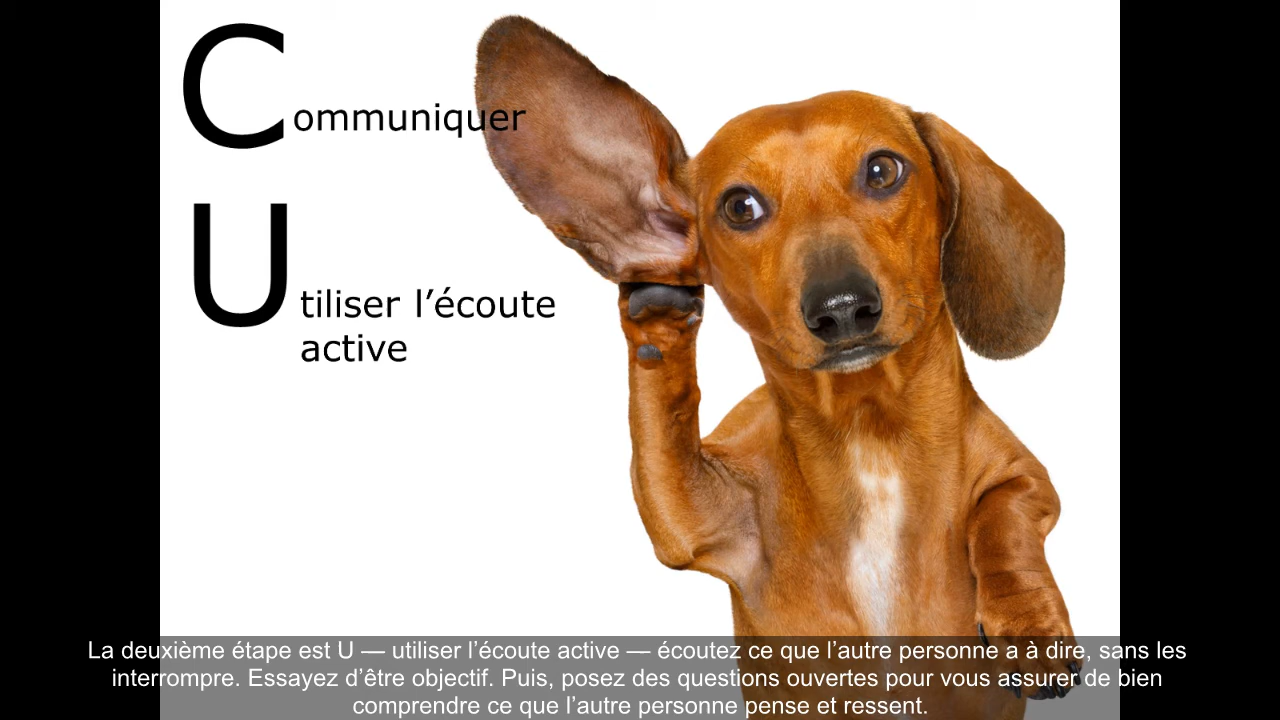 Communiquer
Utiliser l’écoute
active
La deuxième étape est U — utiliser l’écoute active — écoutez ce que l’autre personne a à dire, sans les
interrompre. Essayez d’être objectif. Puis, posez des questions ouvertes pour vous assurer de bien
comprendre ce que l’autre personne pense et ressent.